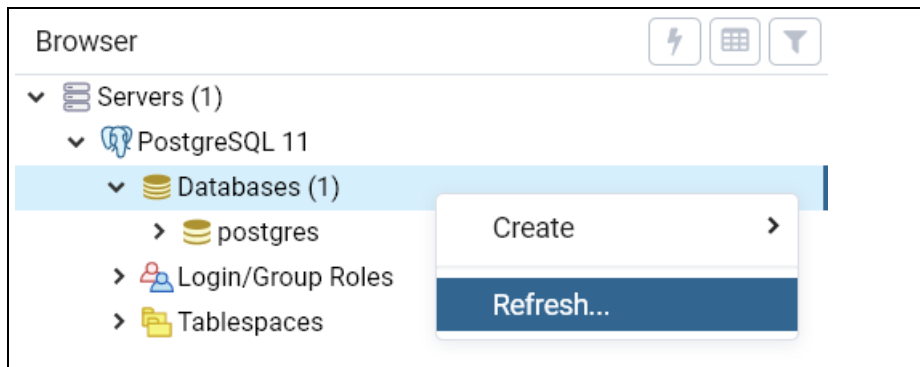 Browser
Servers (1)
PostgreSQL 11
Databases (1)
postgres
Create
Login/Group Roles
Refresh...
Tablespaces